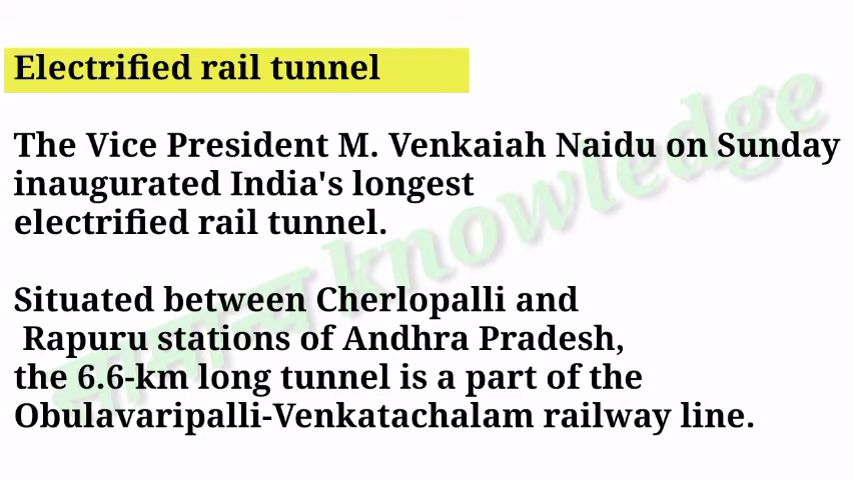 Electrified rail tunnel
The Vice President M. Venkaiah Naidu on Sunday
inaugurated India's longest
electrified rail tunnel.
Situated between Cherlopalli and
Rapuru stations of Andhra Pradesh,
the 6.6-km long tunnel is a part of the
Obulavaripalli-Venkatachalam railway line.
सामान्य knowledge